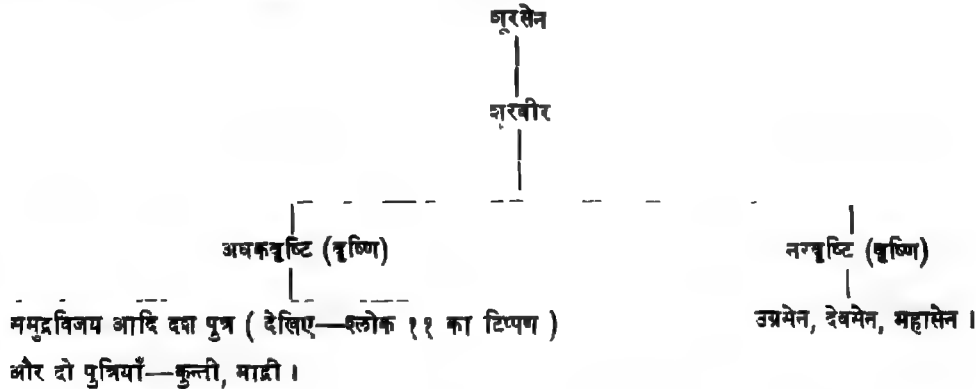 शूरसेन
शूरवीर
अंधकवृष्टि (वृष्णि)
नरवृष्टि (वृष्णि)
समुद्रविजय आदि दश पुत्र ( देखिए—श्लोक ११ का टिप्पण )
उग्रसेन, देवसेन, महासेन ।
और दो पुत्रियाँ—कुन्ती, माद्री ।